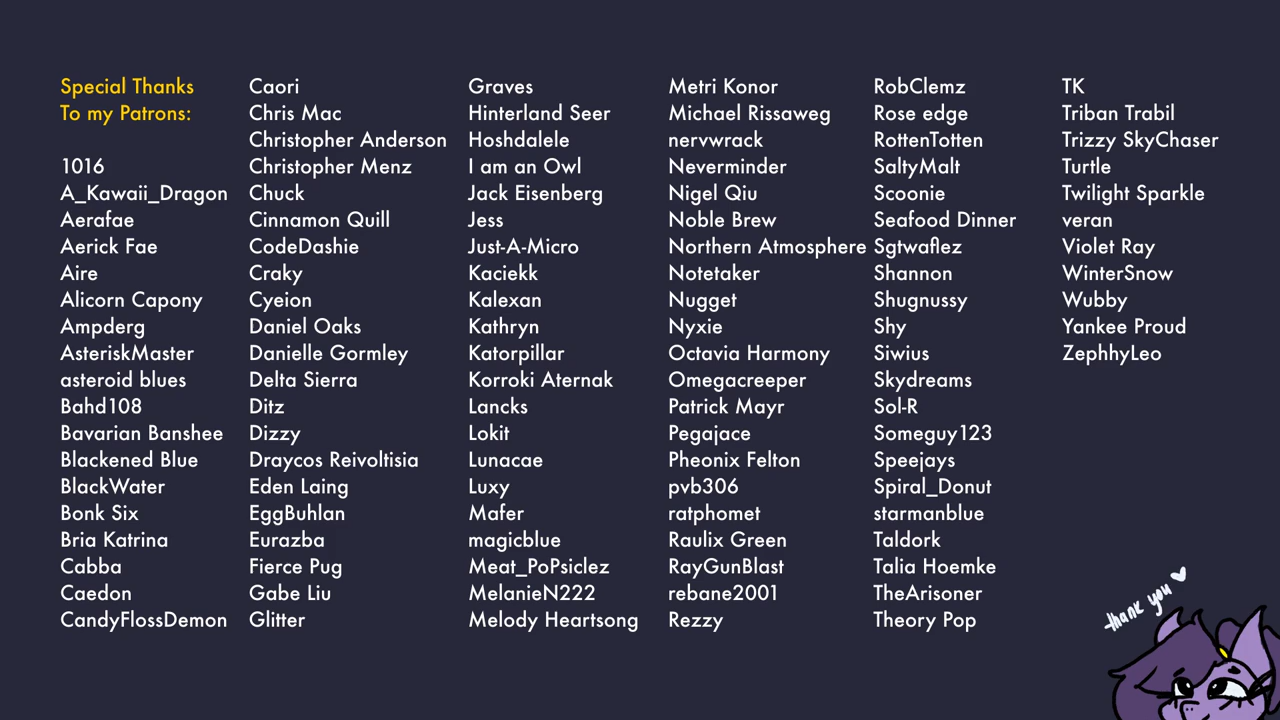 Special Thanks
To my Patrons:
1016
A_Kawaii_Dragon
Aerafae
Aerick Fae
Aire
Alicorn Capony
Ampderg
AsteriskMaster
asteroid blues
Bahd108
Bavarian Banshee
Blackened Blue
BlackWater
Bonk Six
Bria Katrina
Cabba
Caedon
CandyFlossDemon
Caori
Chris Mac
Christopher Anderson
Christopher Menz
Chuck
Cinnamon Quill
CodeDashie
Craky
Cyeion
Daniel Oaks
Danielle Gormley
Delta Sierra
Ditz
Dizzy
Draycos Reivoltisia
Eden Laing
EggBuhlan
Eurazba
Fierce Pug
Gabe Liu
Glitter
Graves
Hinterland Seer
Hoshdalele
I am an Owl
Jack Eisenberg
Jess
Just-A-Micro
Kaciekk
Kalexan
Kathryn
Katorpillar
Korroki Aternak
Lancks
Lokit
Lunacae
Luxy
Mafer
magicblue
Meat_PoPsiclez
MelanieN222
Melody Heartsong
Metri Konor
Michael Rissaweg
nervwrack
Neverminder
Nigel Qiu
Noble Brew
Northern Atmosphere
Notetaker
Nugget
Nyxie
Octavia Harmony
Omegacreeper
Patrick Mayr
Pegajace
Pheonix Felton
pvb306
ratphomet
Raulix Green
RayGunBlast
rebane2001
Rezzy
RobClemz
Rose edge
RottenTotten
SaltyMalt
Scoonie
Seafood Dinner
Sgtwaflez
Shannon
Shugnussy
Shy
Siwius
Skydreams
Sol-R
Someguy123
Speejays
Spiral_Donut
starmanblue
Taldork
Talia Hoemke
TheArisoner
Theory Pop
TK
Triban Trabil
Trizzy SkyChaser
Turtle
Twilight Sparkle
veran
Violet Ray
WinterSnow
Wubby
Yankee Proud
ZephhyLeo
thank you